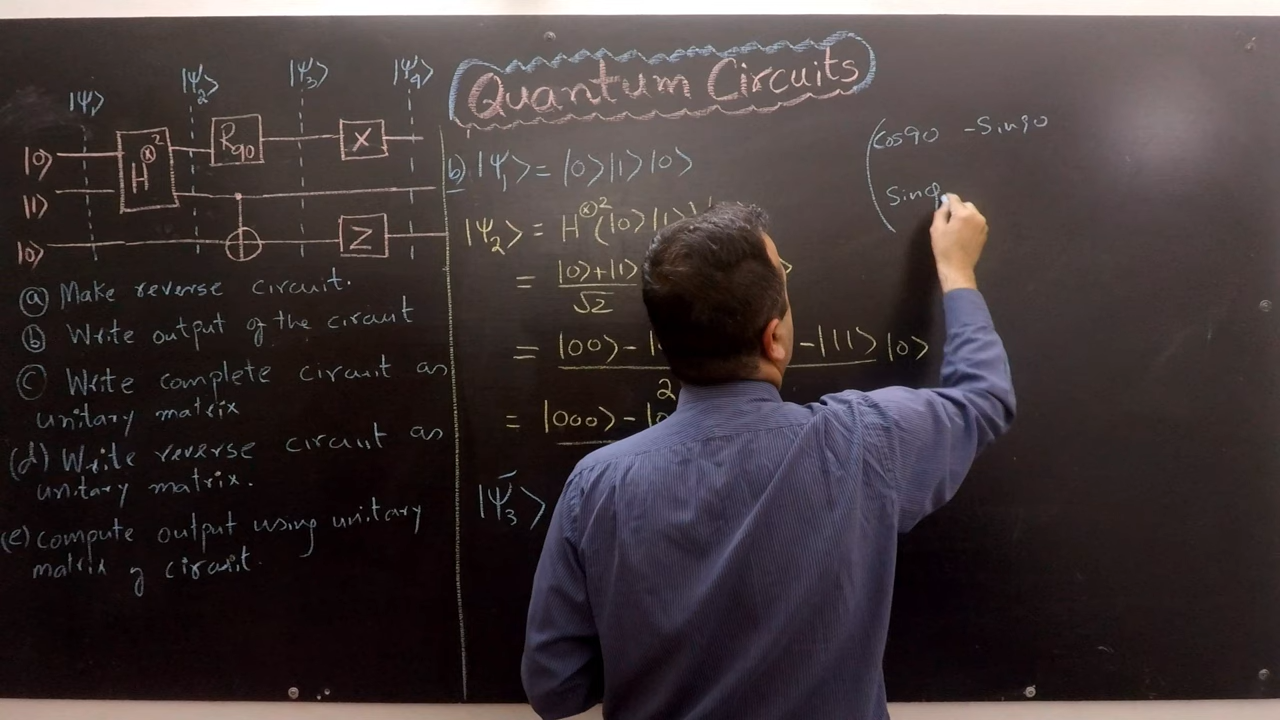 Quantum Circuits
|Ψ₁⟩ |Ψ₂⟩ |Ψ₃⟩ |Ψ₄⟩
|0⟩ H^⊗2 R₉₀ X
|1⟩
|0⟩ Z
(a) Make reverse circuit.
(b) Write output of the circuit
(c) Write complete circuit as
unitary matrix
(d) Write reverse circuit as
unitary matrix.
(e) compute output using unitary
matrix of circuit.
b) |Ψ₁⟩ = |0⟩|1⟩|0⟩
|Ψ₂⟩ = H^⊗2 (|0⟩|1⟩)
= |0⟩+|1⟩ / √2
= |00⟩ - - |11⟩ / 2 |0⟩
= |000⟩ -
|Ψ₃⟩
(Cos90 -Sin90
Sin9